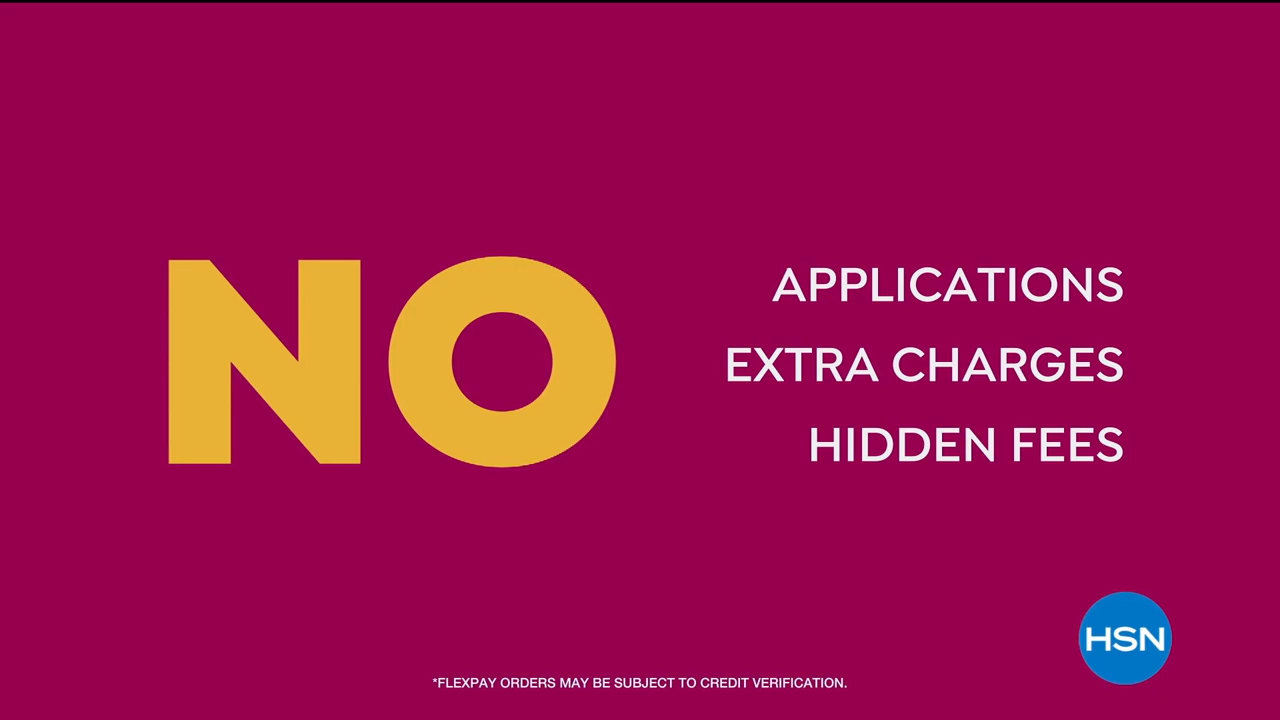 NO
APPLICATIONS
EXTRA CHARGES
HIDDEN FEES
HSN
*FLEXPAY ORDERS MAY BE SUBJECT TO CREDIT VERIFICATION.